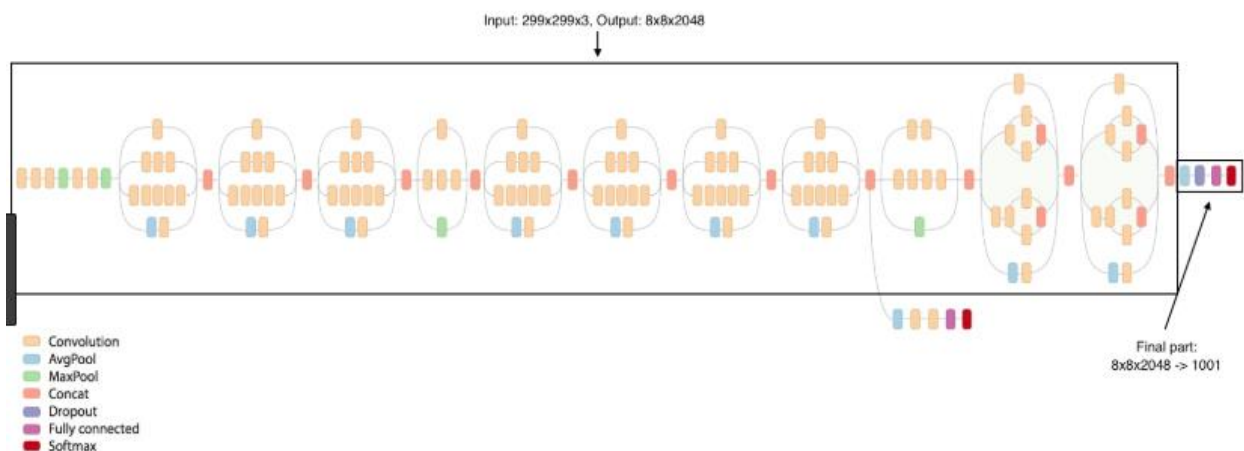 Input: 299x299x3, Output: 8x8x2048
Convolution
AvgPool
MaxPool
Concat
Dropout
Fully connected
Softmax
Final part:
8x8x2048 -> 1001